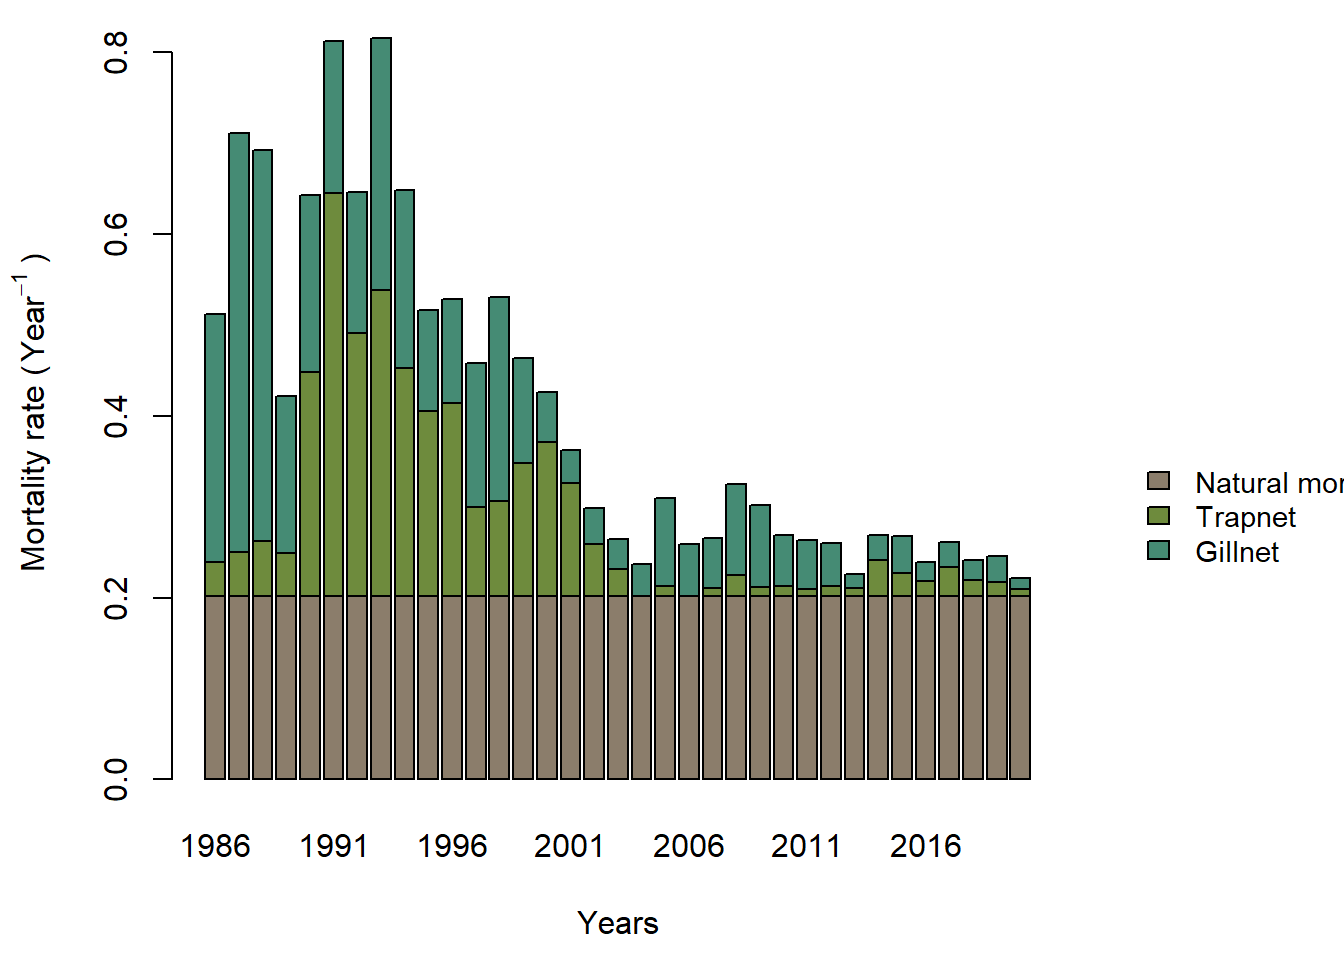 Mortality rate ( Year⁻¹ )
0.8
0.6
0.4
0.2
0.0
1986 1991 1996 2001 2006 2011 2016
Years
Natural mor
Trapnet
Gillnet